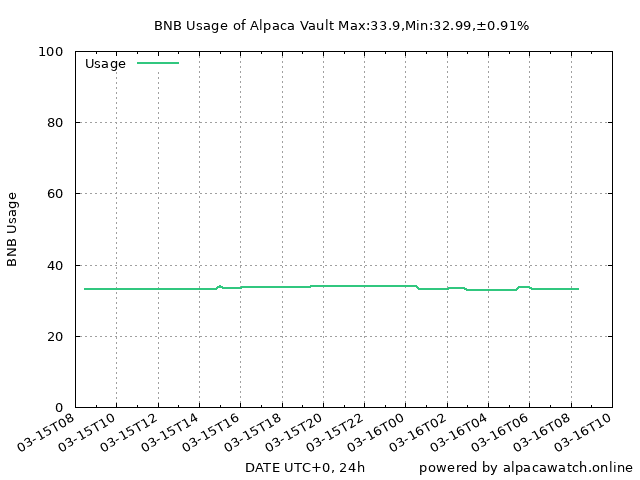 BNB Usage of Alpaca Vault Max:33.9,Min:32.99,±0.91%
100
Usage
80
60
BNB Usage
40
20
0
03-15T08
03-15T10
03-15T12
03-15T14
03-15T16
03-15T18
03-15T20
03-15T22
03-16T00
03-16T02
03-16T04
03-16T06
03-16T08
03-16T10
DATE UTC+0, 24h
powered by alpacawatch.online